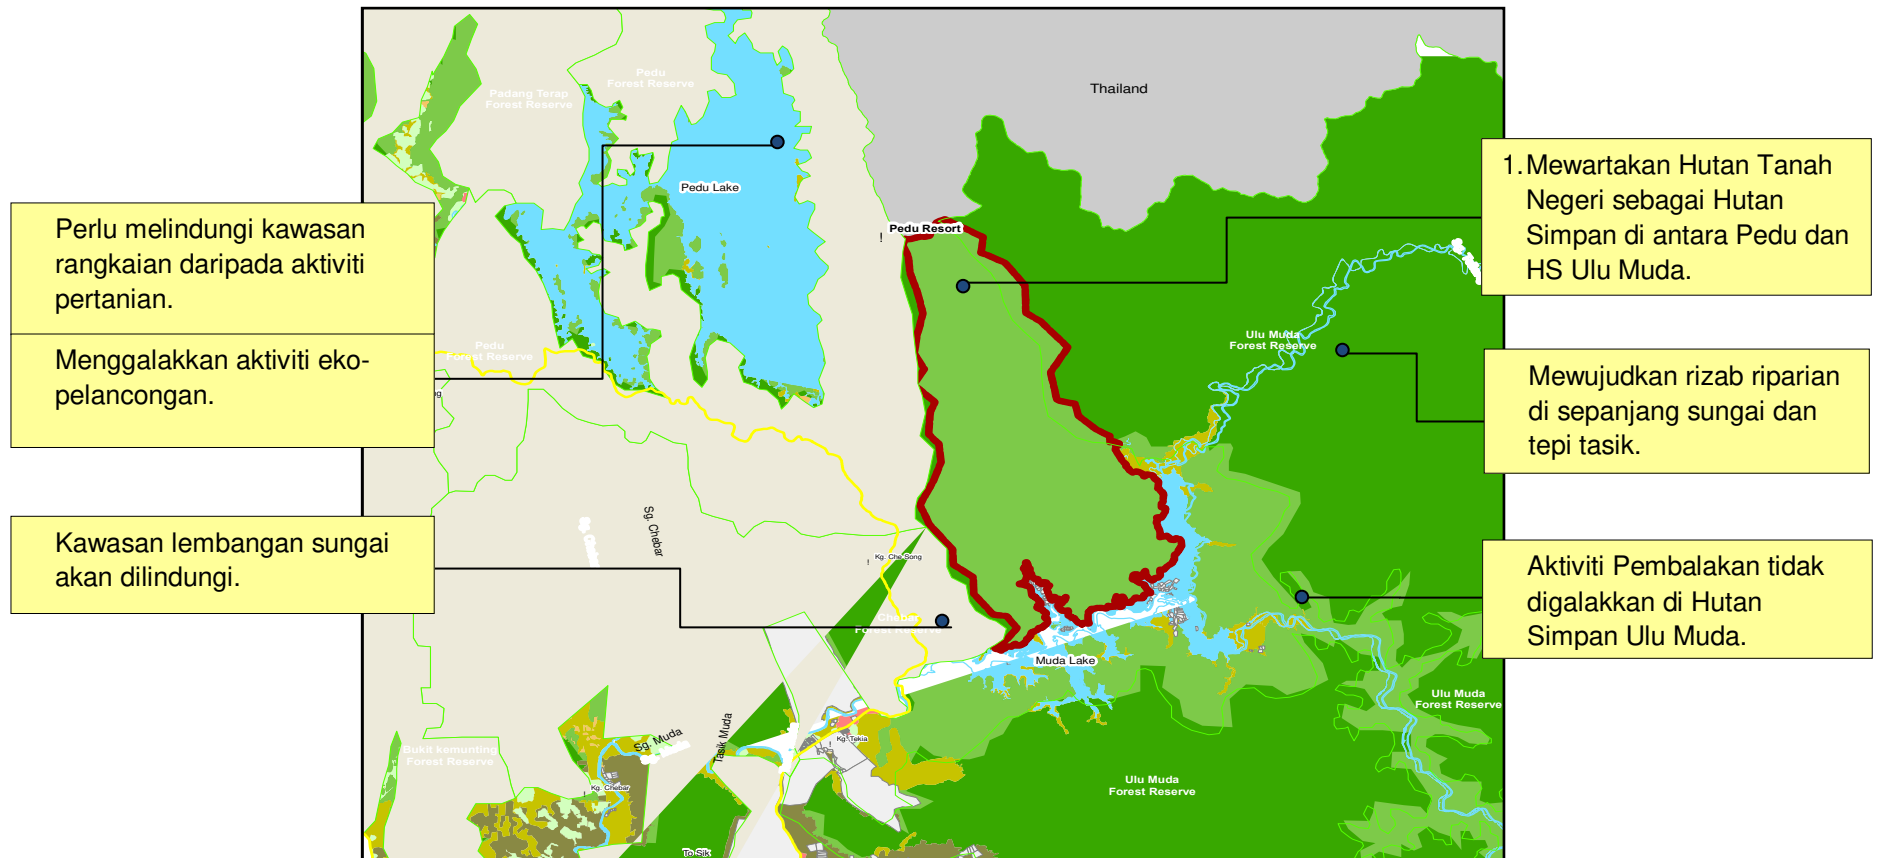 Perlu melindungi kawasan
rangkaian daripada aktiviti
pertanian.
Menggalakkan aktiviti eko-
pelancongan.
Kawasan lembangan sungai
akan dilindungi.
Pedu
Forest Reserve
Padang Terap
Forest Reserve
Thailand
Pedu Lake
Pedu Resort
!
Pedu
Forest Reserve
Ulu Muda
Forest Reserve
Sg. Chebar
Kg. Che Song
!
Chebar
Forest Reserve
Muda Lake
Ulu Muda
Forest Reserve
Sg. Muda
Tasik Muda
Kg. Tekia
!
Bukit kemunting
Forest Reserve
Kg. Chebar
!
Ulu Muda
Forest Reserve
To Sik
1. Mewartakan Hutan Tanah
Negeri sebagai Hutan
Simpan di antara Pedu dan
HS Ulu Muda.
Mewujudkan rizab riparian
di sepanjang sungai dan
tepi tasik.
Aktiviti Pembalakan tidak
digalakkan di Hutan
Simpan Ulu Muda.